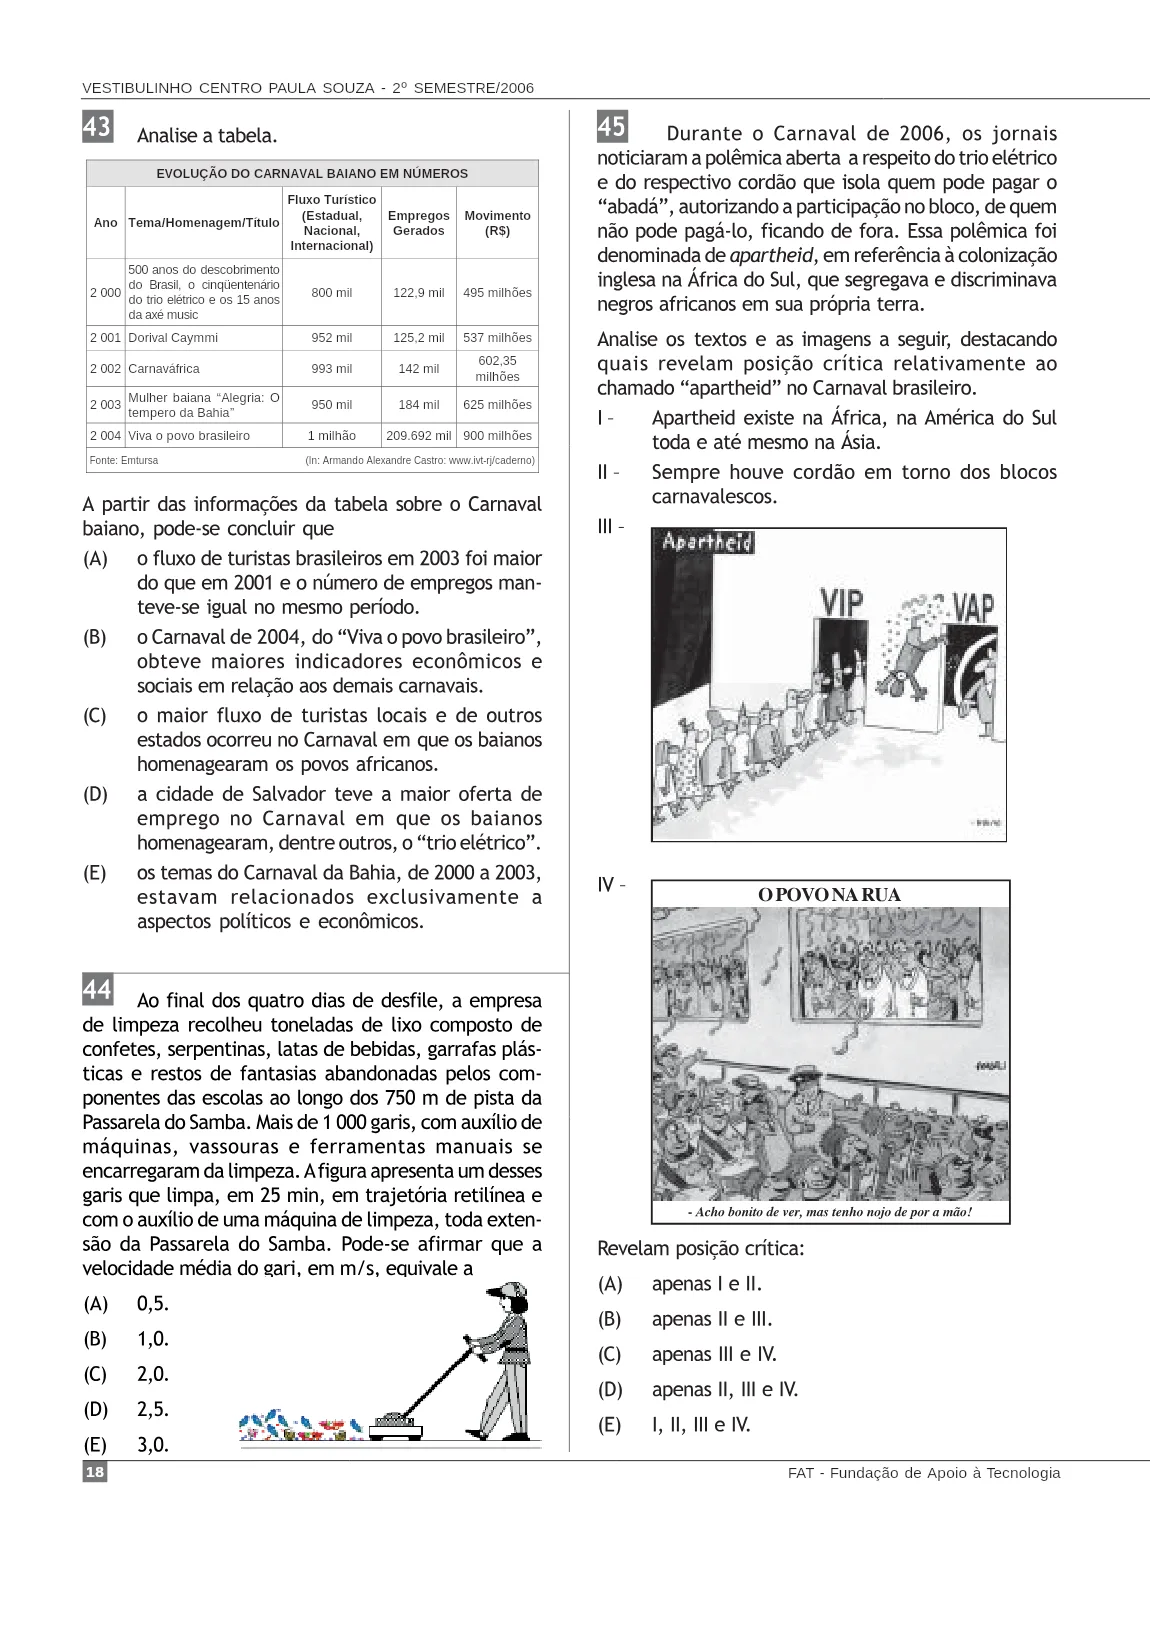 VESTIBULINHO CENTRO PAULA SOUZA - 2º SEMESTRE/2006
43 Analise a tabela.
EVOLUÇÃO DO CARNAVAL BAIANO EM NÚMEROS
Ano Tema/Homenagem/Título Fluxo Turístico (Estadual, Nacional, Internacional) Empregos Gerados Movimento (R$)
2 000 500 anos do descobrimento do Brasil, o cinqüentenário do trio elétrico e os 15 anos da axé music 800 mil 122,9 mil 495 milhões
2 001 Dorival Caymmi 952 mil 125,2 mil 537 milhões
2 002 Carnaváfrica 993 mil 142 mil 602,35 milhões
2 003 Mulher baiana “Alegria: O tempero da Bahia” 950 mil 184 mil 625 milhões
2 004 Viva o povo brasileiro 1 milhão 209.692 mil 900 milhões
Fonte: Emtursa (In: Armando Alexandre Castro: www.ivt-rj/caderno)
A partir das informações da tabela sobre o Carnaval
baiano, pode-se concluir que
(A) o fluxo de turistas brasileiros em 2003 foi maior
do que em 2001 e o número de empregos man-
teve-se igual no mesmo período.
(B) o Carnaval de 2004, do “Viva o povo brasileiro”,
obteve maiores indicadores econômicos e
sociais em relação aos demais carnavais.
(C) o maior fluxo de turistas locais e de outros
estados ocorreu no Carnaval em que os baianos
homenagearam os povos africanos.
(D) a cidade de Salvador teve a maior oferta de
emprego no Carnaval em que os baianos
homenagearam, dentre outros, o “trio elétrico”.
(E) os temas do Carnaval da Bahia, de 2000 a 2003,
estavam relacionados exclusivamente a
aspectos políticos e econômicos.
44 Ao final dos quatro dias de desfile, a empresa
de limpeza recolheu toneladas de lixo composto de
confetes, serpentinas, latas de bebidas, garrafas plás-
ticas e restos de fantasias abandonadas pelos com-
ponentes das escolas ao longo dos 750 m de pista da
Passarela do Samba. Mais de 1 000 garis, com auxílio de
máquinas, vassouras e ferramentas manuais se
encarregaram da limpeza. A figura apresenta um desses
garis que limpa, em 25 min, em trajetória retilínea e
com o auxílio de uma máquina de limpeza, toda exten-
são da Passarela do Samba. Pode-se afirmar que a
velocidade média do gari, em m/s, equivale a
(A) 0,5.
(B) 1,0.
(C) 2,0.
(D) 2,5.
(E) 3,0.
45 Durante o Carnaval de 2006, os jornais
noticiaram a polêmica aberta a respeito do trio elétrico
e do respectivo cordão que isola quem pode pagar o
“abadá”, autorizando a participação no bloco, de quem
não pode pagá-lo, ficando de fora. Essa polêmica foi
denominada de apartheid, em referência à colonização
inglesa na África do Sul, que segregava e discriminava
negros africanos em sua própria terra.
Analise os textos e as imagens a seguir, destacando
quais revelam posição crítica relativamente ao
chamado “apartheid” no Carnaval brasileiro.
I – Apartheid existe na África, na América do Sul
toda e até mesmo na Ásia.
II – Sempre houve cordão em torno dos blocos
carnavalescos.
III –
Apartheid
VIP
VAP
IV –
O POVO NA RUA
- Acho bonito de ver, mas tenho nojo de por a mão!
Revelam posição crítica:
(A) apenas I e II.
(B) apenas II e III.
(C) apenas III e IV.
(D) apenas II, III e IV.
(E) I, II, III e IV.
18
FAT - Fundação de Apoio à Tecnologia